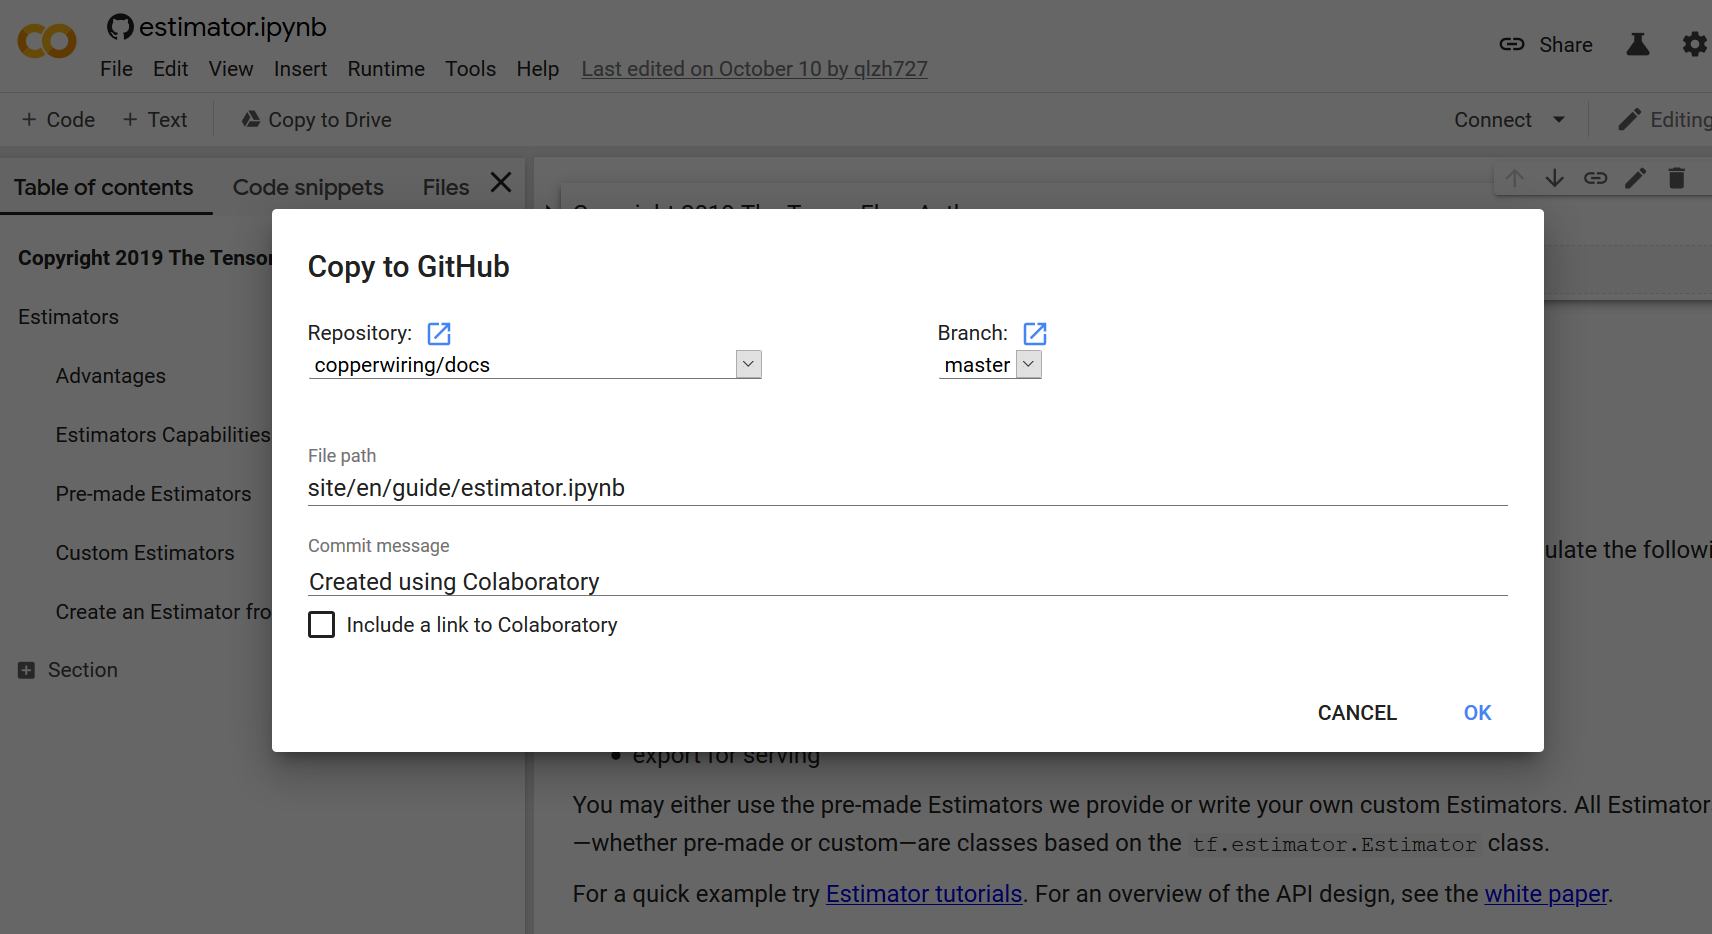 estimator.ipynb
File Edit View Insert Runtime Tools Help Last edited on October 10 by qlzh727
Share
+ Code + Text Copy to Drive
Connect
Editing
Table of contents Code snippets Files
Copyright 2019 The Tensor
Estimators
Advantages
Estimators Capabilities
Pre-made Estimators
Custom Estimators
Create an Estimator fro
Section
Copy to GitHub
Repository: Branch:
copperwiring/docs master
File path
site/en/guide/estimator.ipynb
Commit message
Created using Colaboratory
Include a link to Colaboratory
CANCEL OK
ulate the followi
export for serving
You may either use the pre-made Estimators we provide or write your own custom Estimators. All Estimator
—whether pre-made or custom—are classes based on the tf.estimator.Estimator class.
For a quick example try Estimator tutorials. For an overview of the API design, see the white paper.